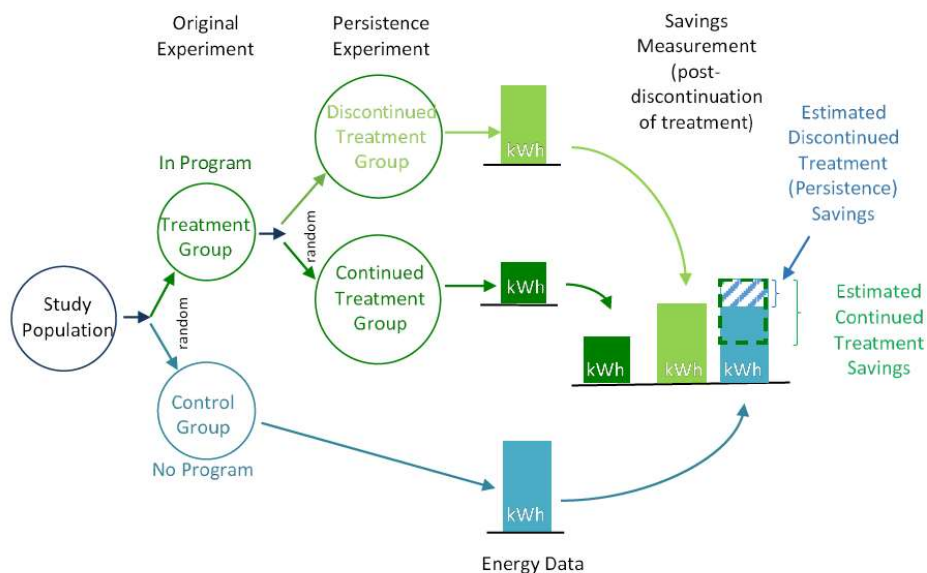 Original
Experiment
Persistence
Experiment
Savings
Measurement
(post-
discontinuation
of treatment)
Estimated
Discontinued
Treatment
(Persistence)
Savings
Discontinued
Treatment
Group
kWh
In Program
Treatment
Group
random
Continued
Treatment
Group
kWh
Study
Population
random
Control
Group
No Program
kWh
kWh
kWh
Estimated
Continued
Treatment
Savings
kWh
Energy Data